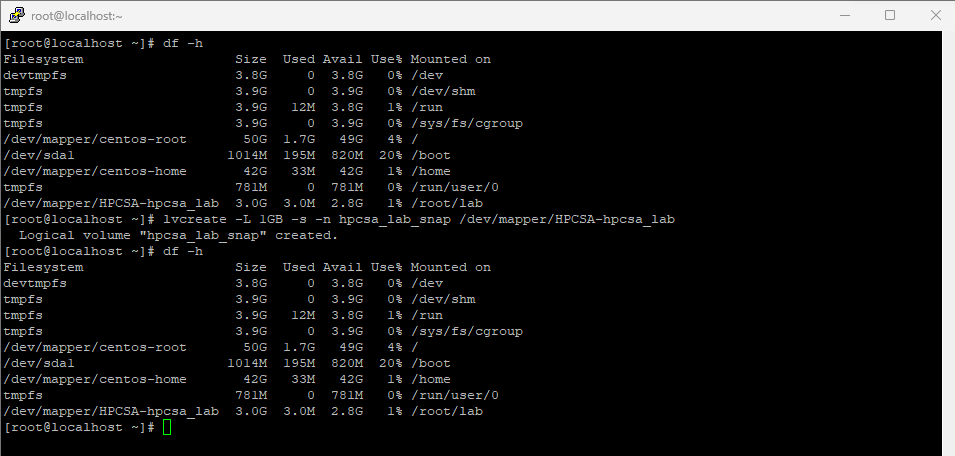 root@localhost:~
[root@localhost ~]# df -h
Filesystem                    Size  Used Avail Use% Mounted on
devtmpfs                      3.8G     0  3.8G   0% /dev
tmpfs                         3.9G     0  3.9G   0% /dev/shm
tmpfs                         3.9G   12M  3.8G   1% /run
tmpfs                         3.9G     0  3.9G   0% /sys/fs/cgroup
/dev/mapper/centos-root        50G  1.7G   49G   4% /
/dev/sda1                    1014M  195M  820M  20% /boot
/dev/mapper/centos-home        42G   33M   42G   1% /home
tmpfs                         781M     0  781M   0% /run/user/0
/dev/mapper/HPCSA-hpcsa_lab  3.0G  3.0M  2.8G   1% /root/lab
[root@localhost ~]# lvcreate -L 1GB -s -n hpcsa_lab_snap /dev/mapper/HPCSA-hpcsa_lab
  Logical volume "hpcsa_lab_snap" created.
[root@localhost ~]# df -h
Filesystem                    Size  Used Avail Use% Mounted on
devtmpfs                      3.8G     0  3.8G   0% /dev
tmpfs                         3.9G     0  3.9G   0% /dev/shm
tmpfs                         3.9G   12M  3.8G   1% /run
tmpfs                         3.9G     0  3.9G   0% /sys/fs/cgroup
/dev/mapper/centos-root        50G  1.7G   49G   4% /
/dev/sda1                    1014M  195M  820M  20% /boot
/dev/mapper/centos-home        42G   33M   42G   1% /home
tmpfs                         781M     0  781M   0% /run/user/0
/dev/mapper/HPCSA-hpcsa_lab  3.0G  3.0M  2.8G   1% /root/lab
[root@localhost ~]#